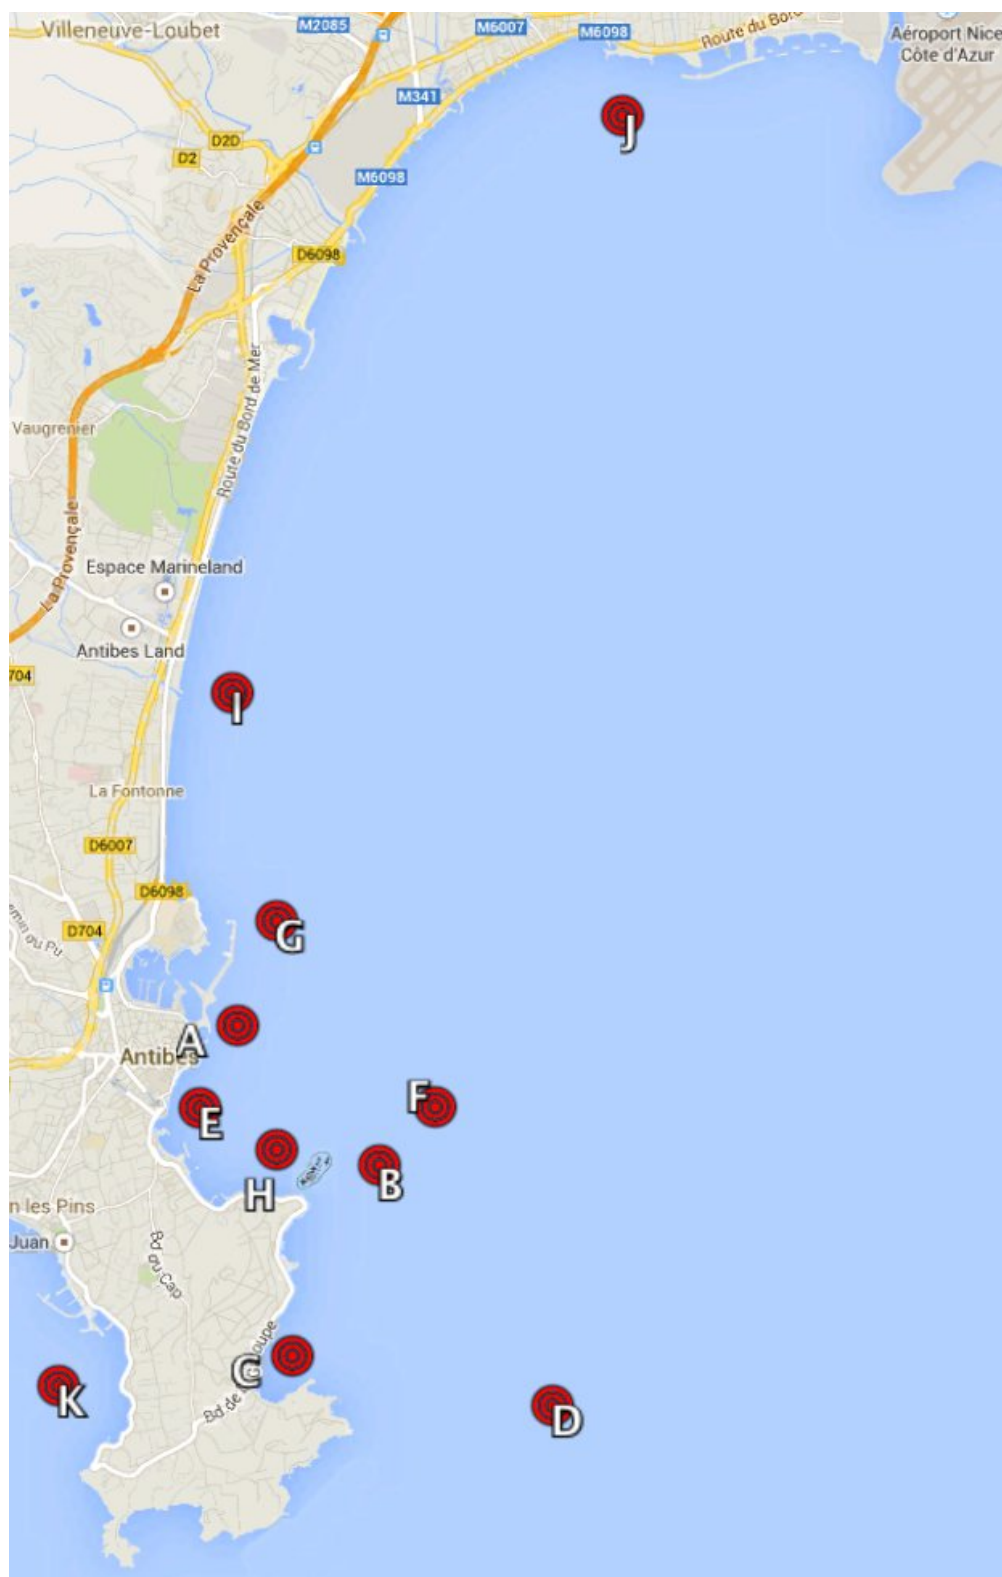 Villeneuve-Loubet
M2085
M6007
M6098
Route du Bord
Aéroport Nice
Côte d'Azur
M341
J
D2D
D2
M6098
La Provençale
D6098
Route du Bord de Mer
Vaugrenier
La Provençale
Espace Marineland
Antibes Land
704
I
La Fontonne
D6007
D6098
D704
G
A
Antibes
F
E
B
H
n les Pins
Juan
Bd du Cap
C
Bd de
K
D